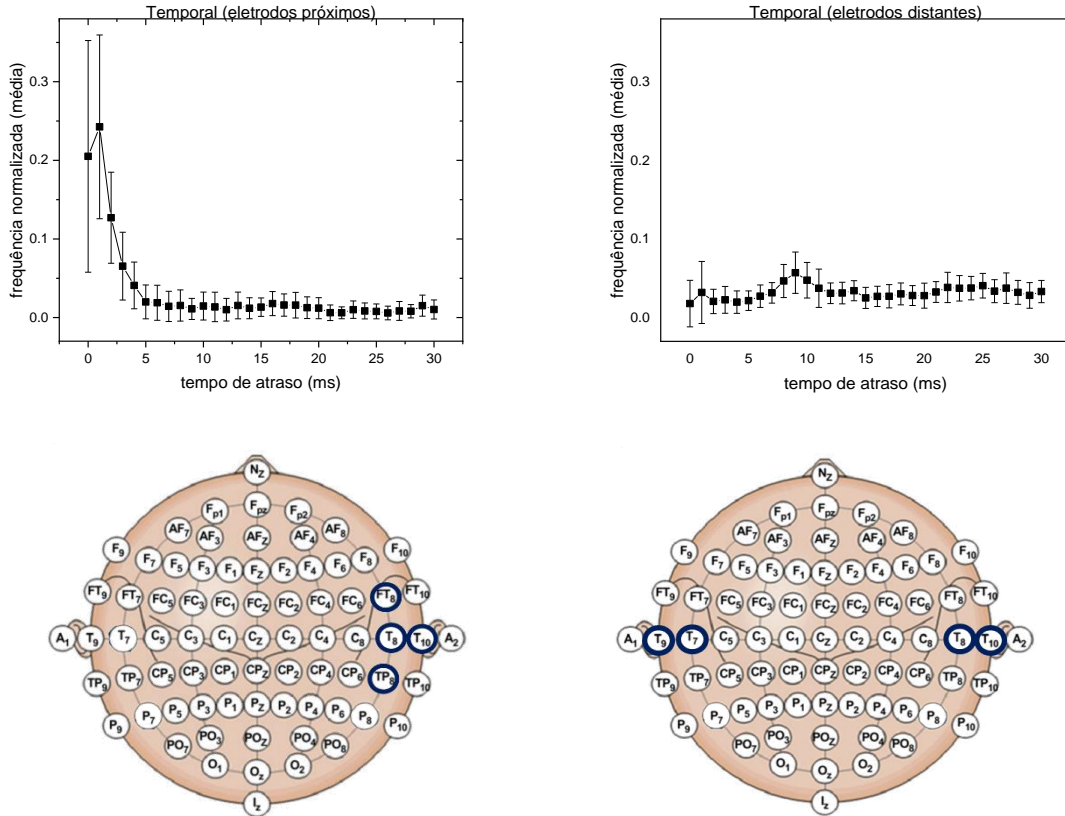 Temporal (eletrodos próximos)
frequência normalizada (média)
0.3
0.2
0.1
0.0
0 5 10 15 20 25 30
tempo de atraso (ms)
Temporal (eletrodos distantes)
frequência normalizada (média)
0.3
0.2
0.1
0.0
0 5 10 15 20 25 30
tempo de atraso (ms)
Nz
Fp1 Fpz Fp2
AF7 AF3 AFz AF4 AF8
F9 F7 F5 F3 F1 Fz F2 F4 F6 F8 F10
FT9 FT7 FC5 FC3 FC1 FCz FC2 FC4 FC6 FT8 FT10
A1 T9 T7 C5 C3 C1 Cz C2 C4 C8 T8 T10 A2
TP9 TP7 CP5 CP3 CP1 CPz CP2 CP4 CP6 TP8 TP10
P9 P7 P5 P3 P1 Pz P2 P4 P6 P8 P10
PO7 PO3 POz PO4 PO8
O1 Oz O2
Iz
Nz
Fp1 Fpz Fp2
AF7 AF3 AFz AF4 AF8
F9 F7 F5 F3 F1 Fz F2 F4 F6 F8 F10
FT9 FT7 FC5 FC3 FC1 FCz FC2 FC4 FC6 FT8 FT10
A1 T9 T7 C5 C3 C1 Cz C2 C4 C8 T8 T10 A2
TP9 TP7 CP5 CP3 CP1 CPz CP2 CP4 CP6 TP8 TP10
P9 P7 P5 P3 P1 Pz P2 P4 P6 P8 P10
PO7 PO3 POz PO4 PO8
O1 Oz O2
Iz